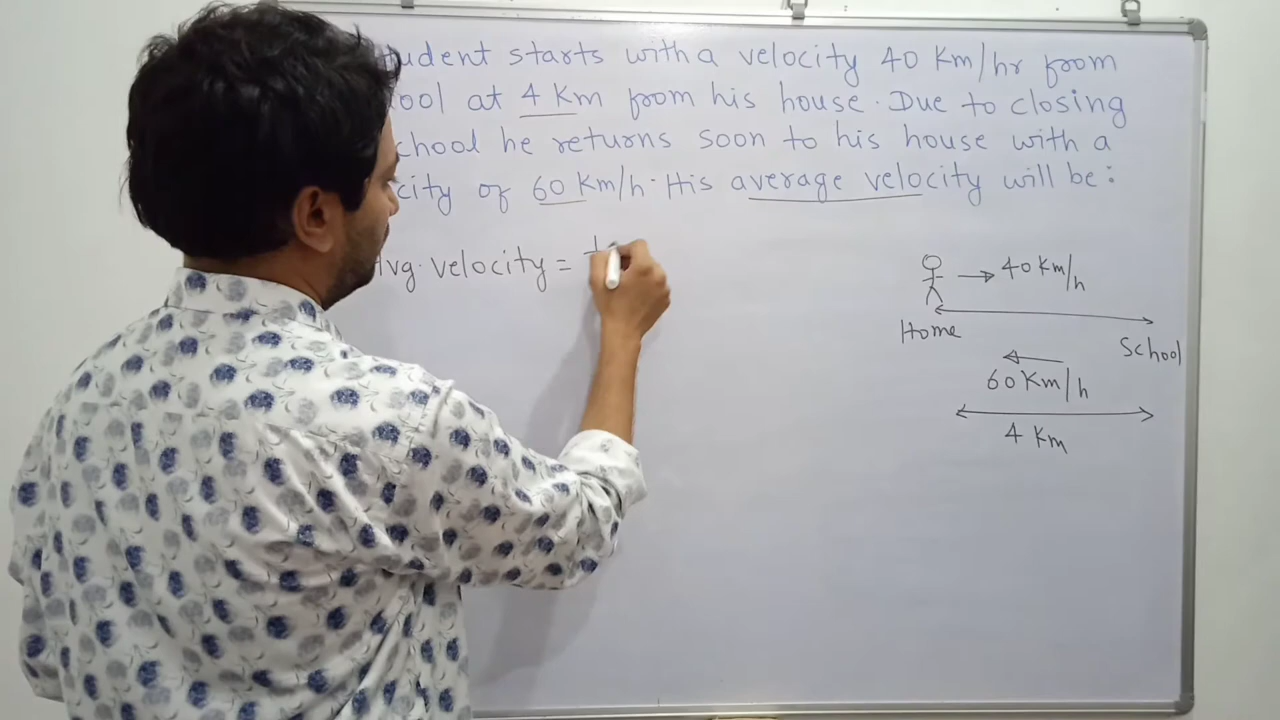 tudent starts with a velocity 40 Km/hr from
ool at 4 Km from his house. Due to closing
chool he returns soon to his house with a
city of 60 Km/h. His average velocity will be:
Avg. velocity =
40 Km/h
Home
School
60 Km/h
4 Km